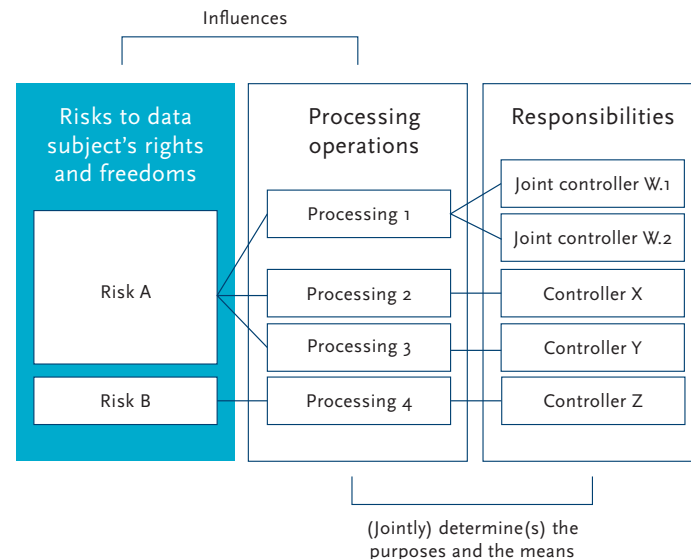 Influences
Risks to data
subject's rights
and freedoms
Processing
operations
Responsibilities
Risk A
Processing 1
Joint controller W.1
Joint controller W.2
Processing 2
Controller X
Processing 3
Controller Y
Risk B
Processing 4
Controller Z
(Jointly) determine(s) the
purposes and the means